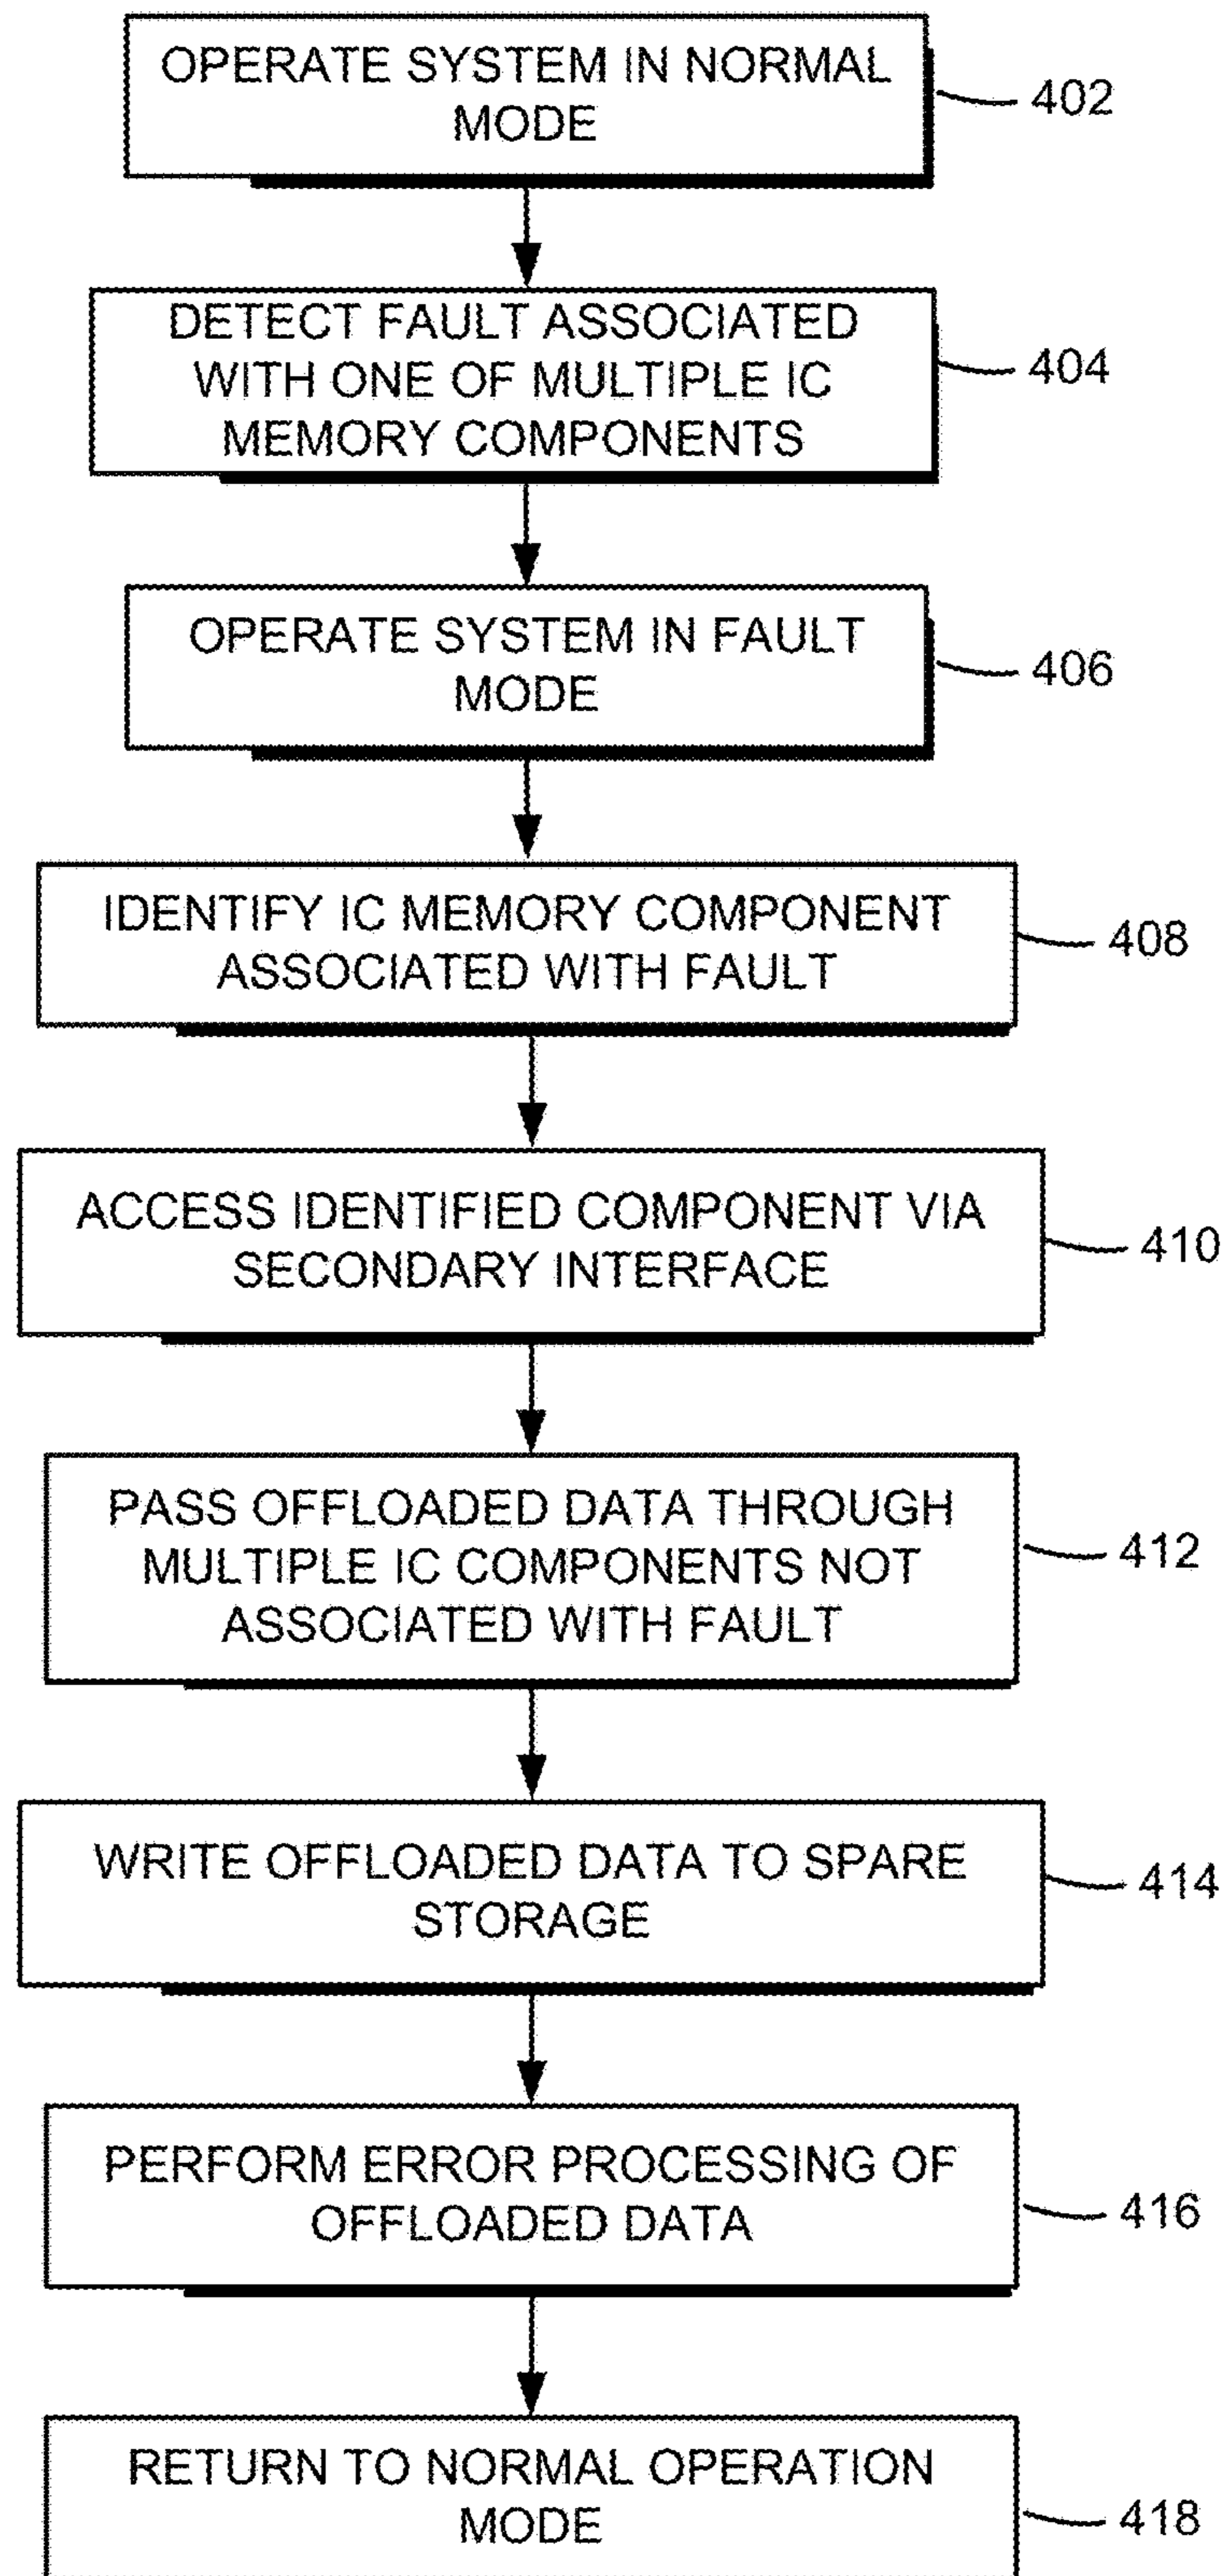 OPERATE SYSTEM IN NORMAL
MODE
402
DETECT FAULT ASSOCIATED
WITH ONE OF MULTIPLE IC
MEMORY COMPONENTS
404
OPERATE SYSTEM IN FAULT
MODE
406
IDENTIFY IC MEMORY COMPONENT
ASSOCIATED WITH FAULT
408
ACCESS IDENTIFIED COMPONENT VIA
SECONDARY INTERFACE
410
PASS OFFLOADED DATA THROUGH
MULTIPLE IC COMPONENTS NOT
ASSOCIATED WITH FAULT
412
WRITE OFFLOADED DATA TO SPARE
STORAGE
414
PERFORM ERROR PROCESSING OF
OFFLOADED DATA
416
RETURN TO NORMAL OPERATION
MODE
418